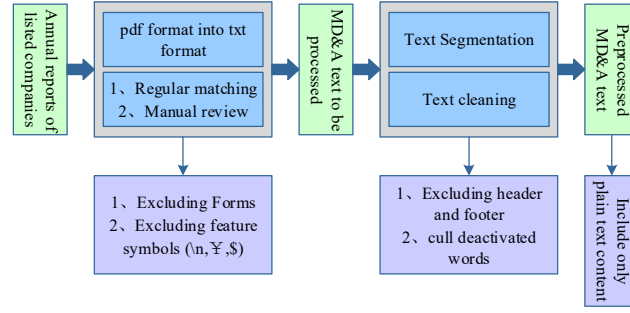 Annual reports of
listed companies
pdf format into txt
format
1、Regular matching
2、Manual review
MD&A text to be
processed
Text Segmentation
Text cleaning
Preprocessed
MD&A text
1、Excluding Forms
2、Excluding feature
symbols (\n,￥,$)
1、Excluding header
and footer
2、cull deactivated
words
Include only
plain text content